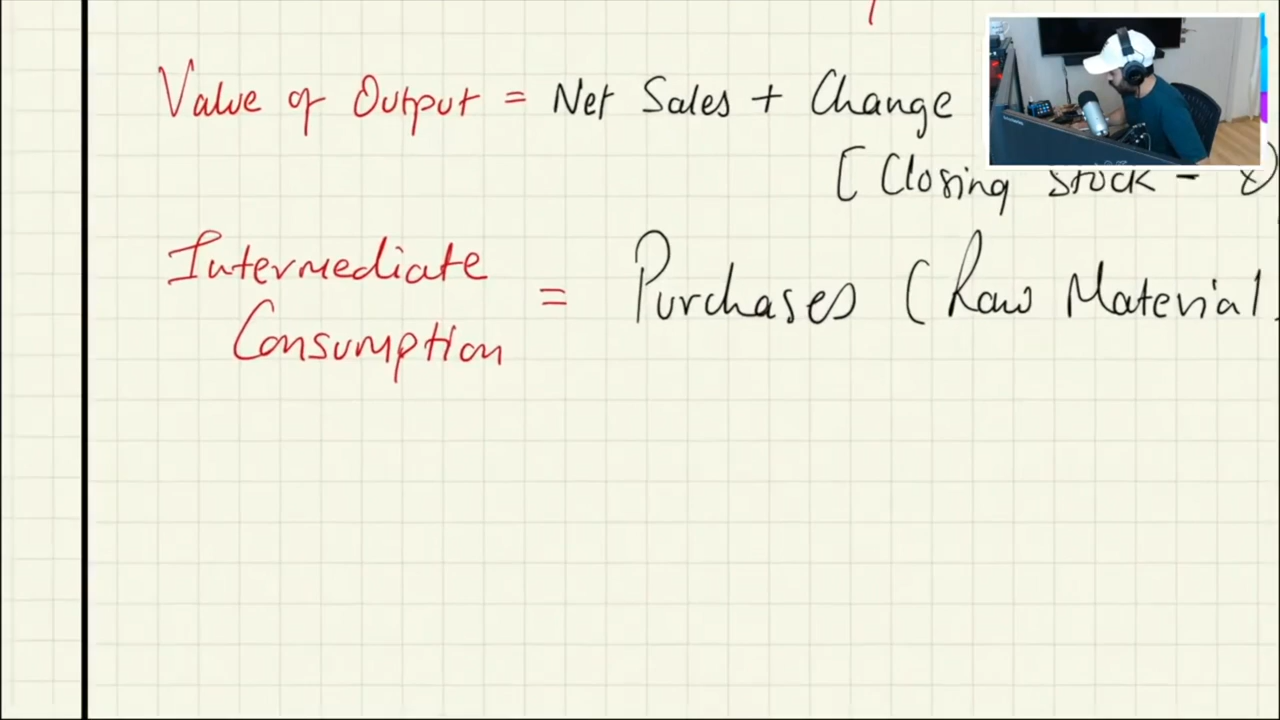 Value of Output = Net Sales + Change
[Closing Stock -
Intermediate Consumption = Purchases (Raw Material